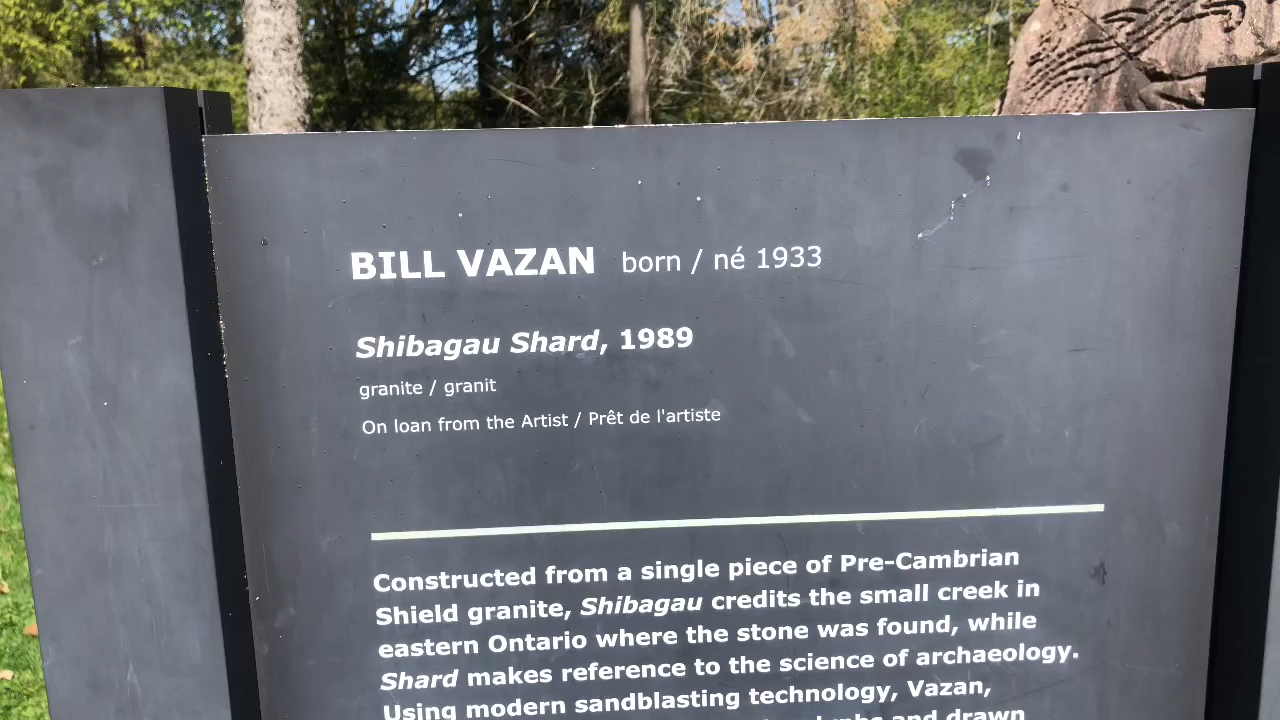 BILL VAZAN born / né 1933
Shibagau Shard, 1989
granite / granit
On loan from the Artist / Prêt de l'artiste
Constructed from a single piece of Pre-Cambrian
Shield granite, Shibagau credits the small creek in
eastern Ontario where the stone was found, while
Shard makes reference to the science of archaeology.
Using modern sandblasting technology, Vazan,
and drawn